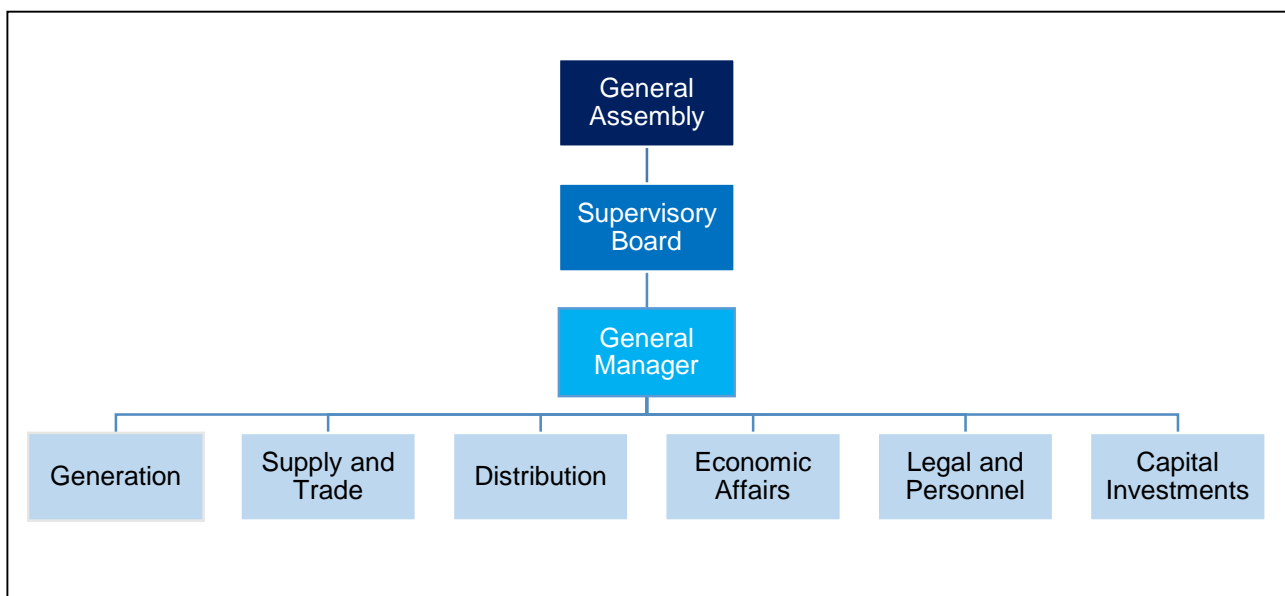 General
Assembly
Supervisory
Board
General
Manager
Generation
Supply and
Trade
Distribution
Economic
Affairs
Legal and
Personnel
Capital
Investments